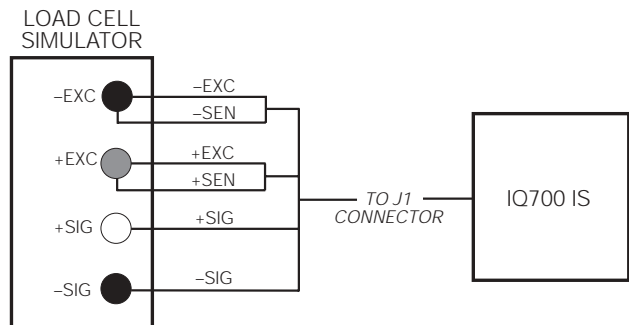 LOAD CELL
SIMULATOR
–EXC
–EXC
–SEN
+EXC
+EXC
+SEN
+SIG
+SIG
–SIG
–SIG
TO J1
CONNECTOR
IQ700 IS